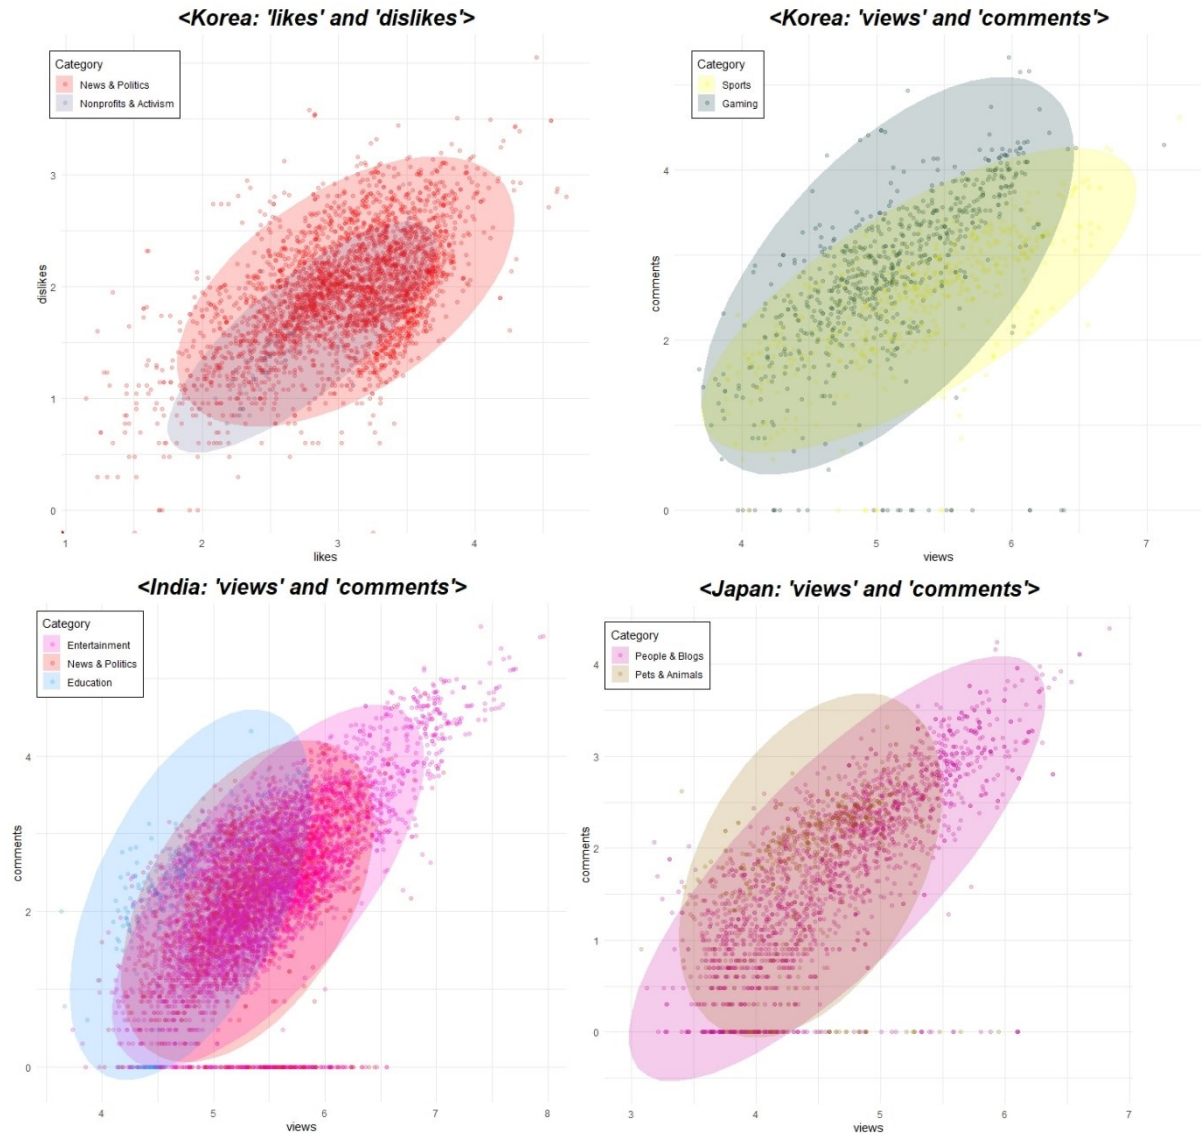 <Korea: 'likes' and 'dislikes'>
Category
News & Politics
Nonprofits & Activism
dislikes
3
2
1
0
1 2 3 4
likes
<Korea: 'views' and 'comments'>
Category
Sports
Gaming
comments
4
2
0
4 5 6 7
views
<India: 'views' and 'comments'>
Category
Entertainment
News & Politics
Education
comments
4
2
0
4 5 6 7 8
views
<Japan: 'views' and 'comments'>
Category
People & Blogs
Pets & Animals
comments
4
3
2
1
0
3 4 5 6 7
views